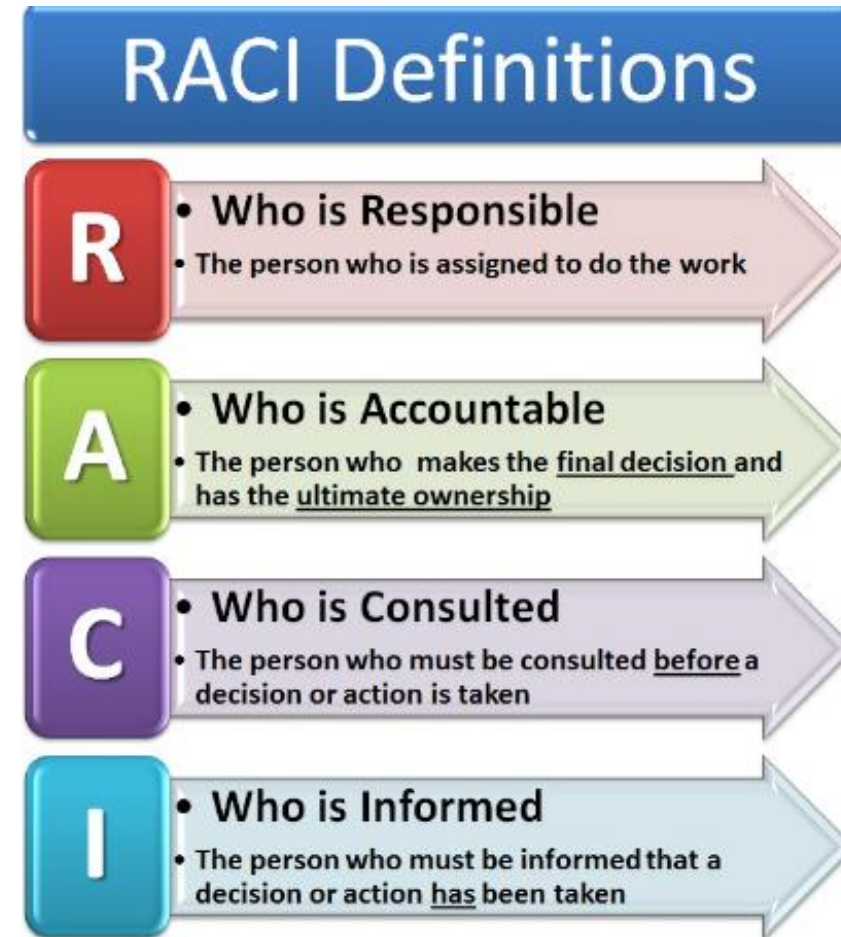 RACI Definitions
R
• Who is Responsible
• The person who is assigned to do the work
A
• Who is Accountable
• The person who makes the final decision and
has the ultimate ownership
C
• Who is Consulted
• The person who must be consulted before a
decision or action is taken
I
• Who is Informed
• The person who must be informed that a
decision or action has been taken